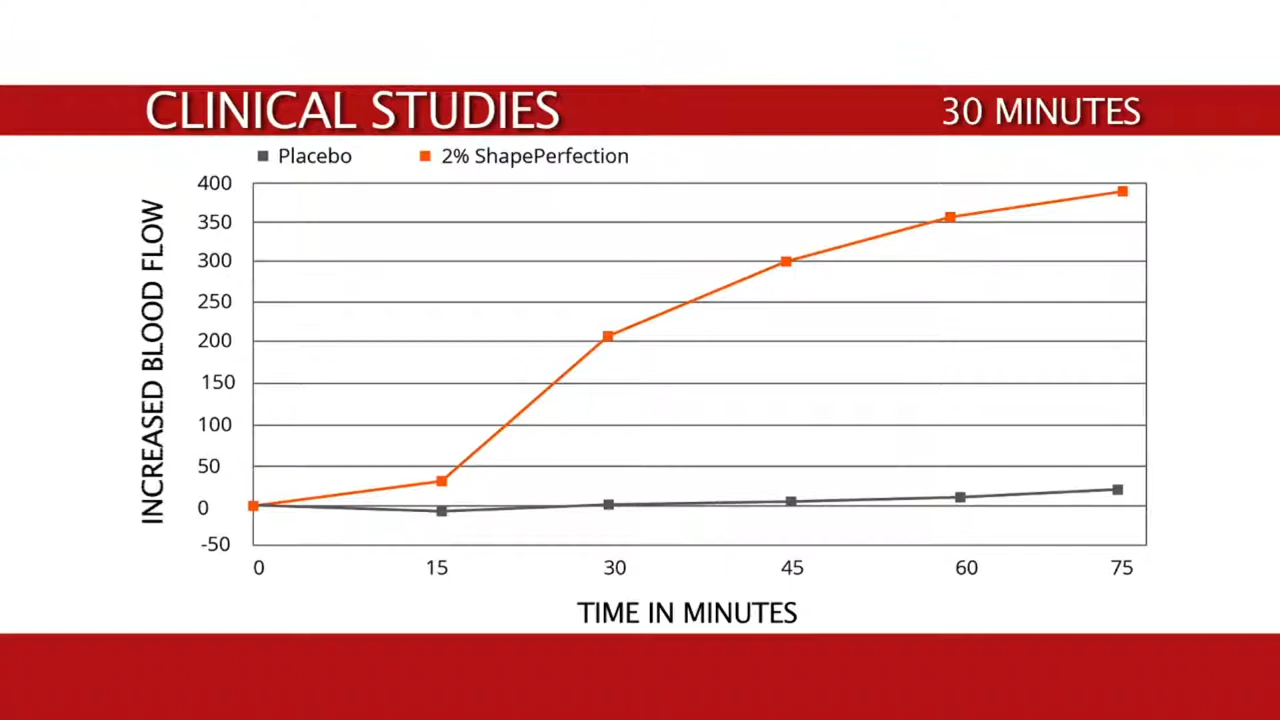 CLINICAL STUDIES
30 MINUTES
Placebo
2% ShapePerfection
INCREASED BLOOD FLOW
400
350
300
250
200
150
100
50
0
-50
0 15 30 45 60 75
TIME IN MINUTES